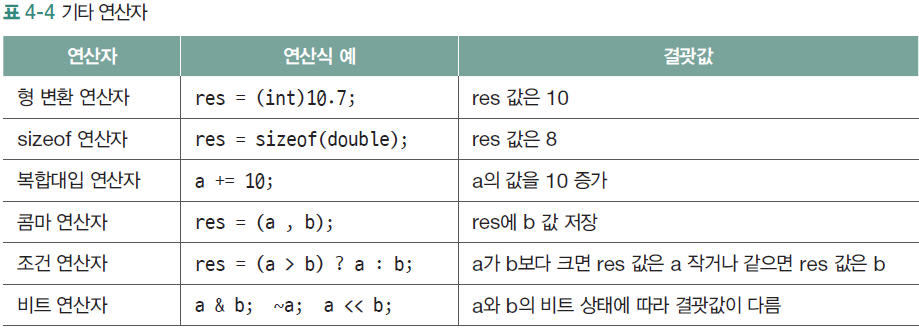 표 4-4 기타 연산자
연산자 연산식 예 결괏값
형 변환 연산자 res = (int)10.7; res 값은 10
sizeof 연산자 res = sizeof(double); res 값은 8
복합대입 연산자 a += 10; a의 값을 10 증가
콤마 연산자 res = (a , b); res에 b 값 저장
조건 연산자 res = (a > b) ? a : b; a가 b보다 크면 res 값은 a 작거나 같으면 res 값은 b
비트 연산자 a & b; ~a; a << b; a와 b의 비트 상태에 따라 결괏값이 다름